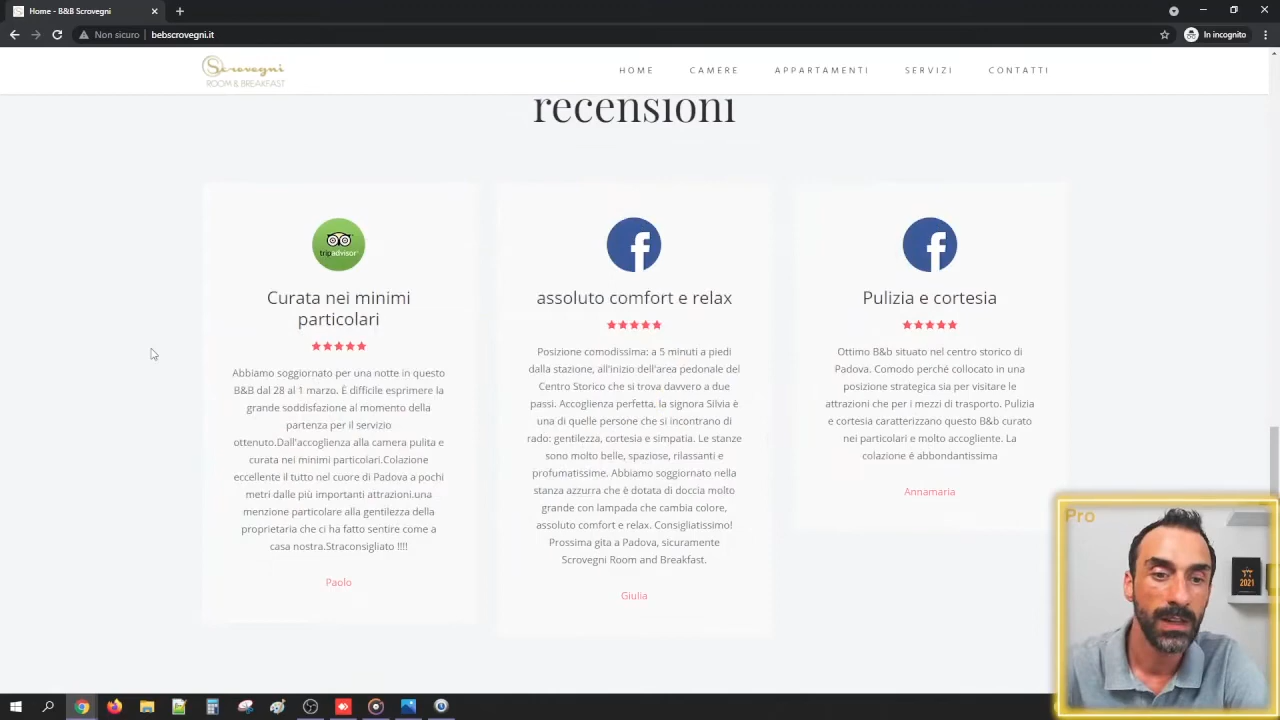 Home - B&B Scrovegni
Non sicuro | bebscrovegni.it
In incognito
Scrovegni
ROOM & BREAKFAST
HOME
CAMERE
APPARTAMENTI
SERVIZI
CONTATTI
recensioni
tripadvisor
Curata nei minimi
particolari
Abbiamo soggiornato per una notte in questo
B&B dal 28 al 1 marzo. È difficile esprimere la
grande soddisfazione al momento della
partenza per il servizio
ottenuto.Dall'accoglienza alla camera pulita e
curata nei minimi particolari.Colazione
eccellente il tutto nel cuore di Padova a pochi
metri dalle più importanti attrazioni.una
menzione particolare alla gentilezza della
proprietaria che ci ha fatto sentire come a
casa nostra.Straconsigliato !!!!
Paolo
assoluto comfort e relax
Posizione comodissima: a 5 minuti a piedi
dalla stazione, all'inizio dell'area pedonale del
Centro Storico che si trova davvero a due
passi. Accoglienza perfetta, la signora Silvia è
una di quelle persone che si incontrano di
rado: gentilezza, cortesia e simpatia. Le stanze
sono molto belle, spaziose, rilassanti e
profumatissime. Abbiamo soggiornato nella
stanza azzurra che è dotata di doccia molto
grande con lampada che cambia colore,
assoluto comfort e relax. Consigliatissimo!
Prossima gita a Padova, sicuramente
Scrovegni Room and Breakfast.
Giulia
Pulizia e cortesia
Ottimo B&b situato nel centro storico di
Padova. Comodo perché collocato in una
posizione strategica sia per visitare le
attrazioni che per i mezzi di trasporto. Pulizia
e cortesia caratterizzano questo B&b curato
nei particolari e molto accogliente. La
colazione è abbondantissima
Annamaria
Pro
2021